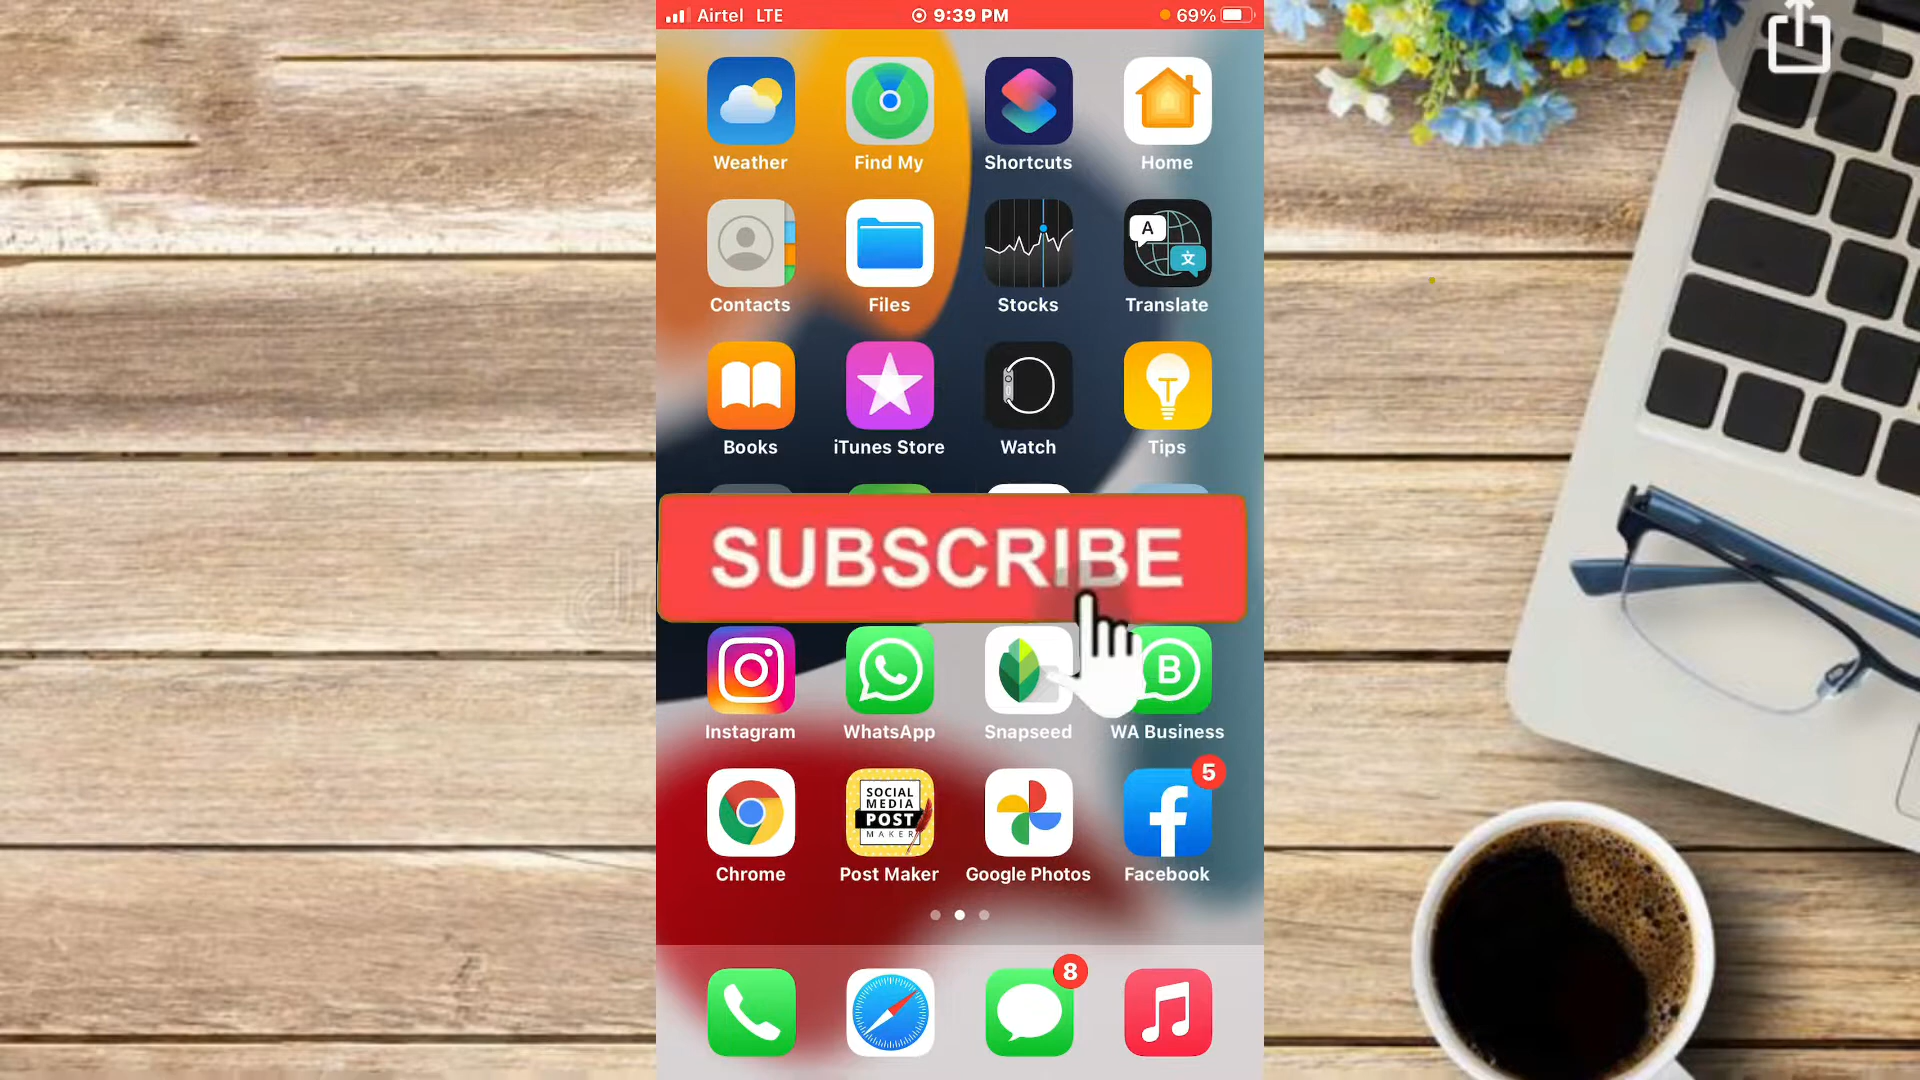 Airtel LTE 9:39 PM 69%
Weather Find My Shortcuts Home
A
文
Contacts Files Stocks Translate
Books iTunes Store Watch Tips
SUBSCRIBE
B
Instagram WhatsApp Snapseed WA Business
SOCIAL
MEDIA
POST
MAKER
5
Chrome Post Maker Google Photos Facebook
8